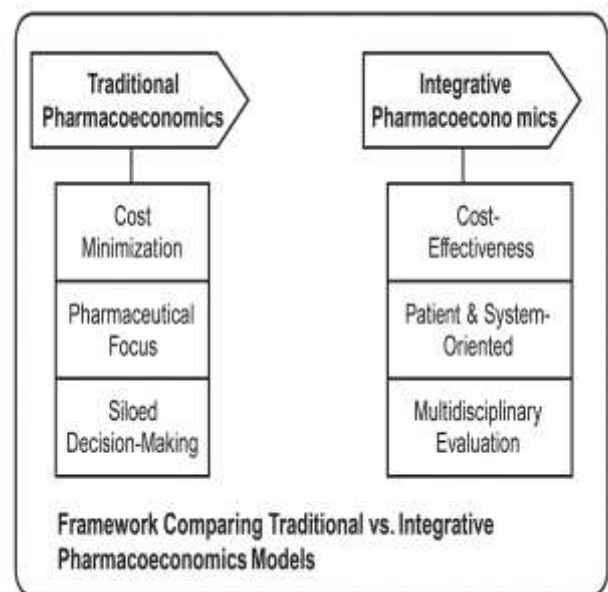 Traditional
Pharmacoeconomics
Cost
Minimization
Pharmaceutical
Focus
Siloed
Decision-Making
Integrative
Pharmacoecono mics
Cost-
Effectiveness
Patient & System-
Oriented
Multidisciplinary
Evaluation
Framework Comparing Traditional vs. Integrative
Pharmacoeconomics Models